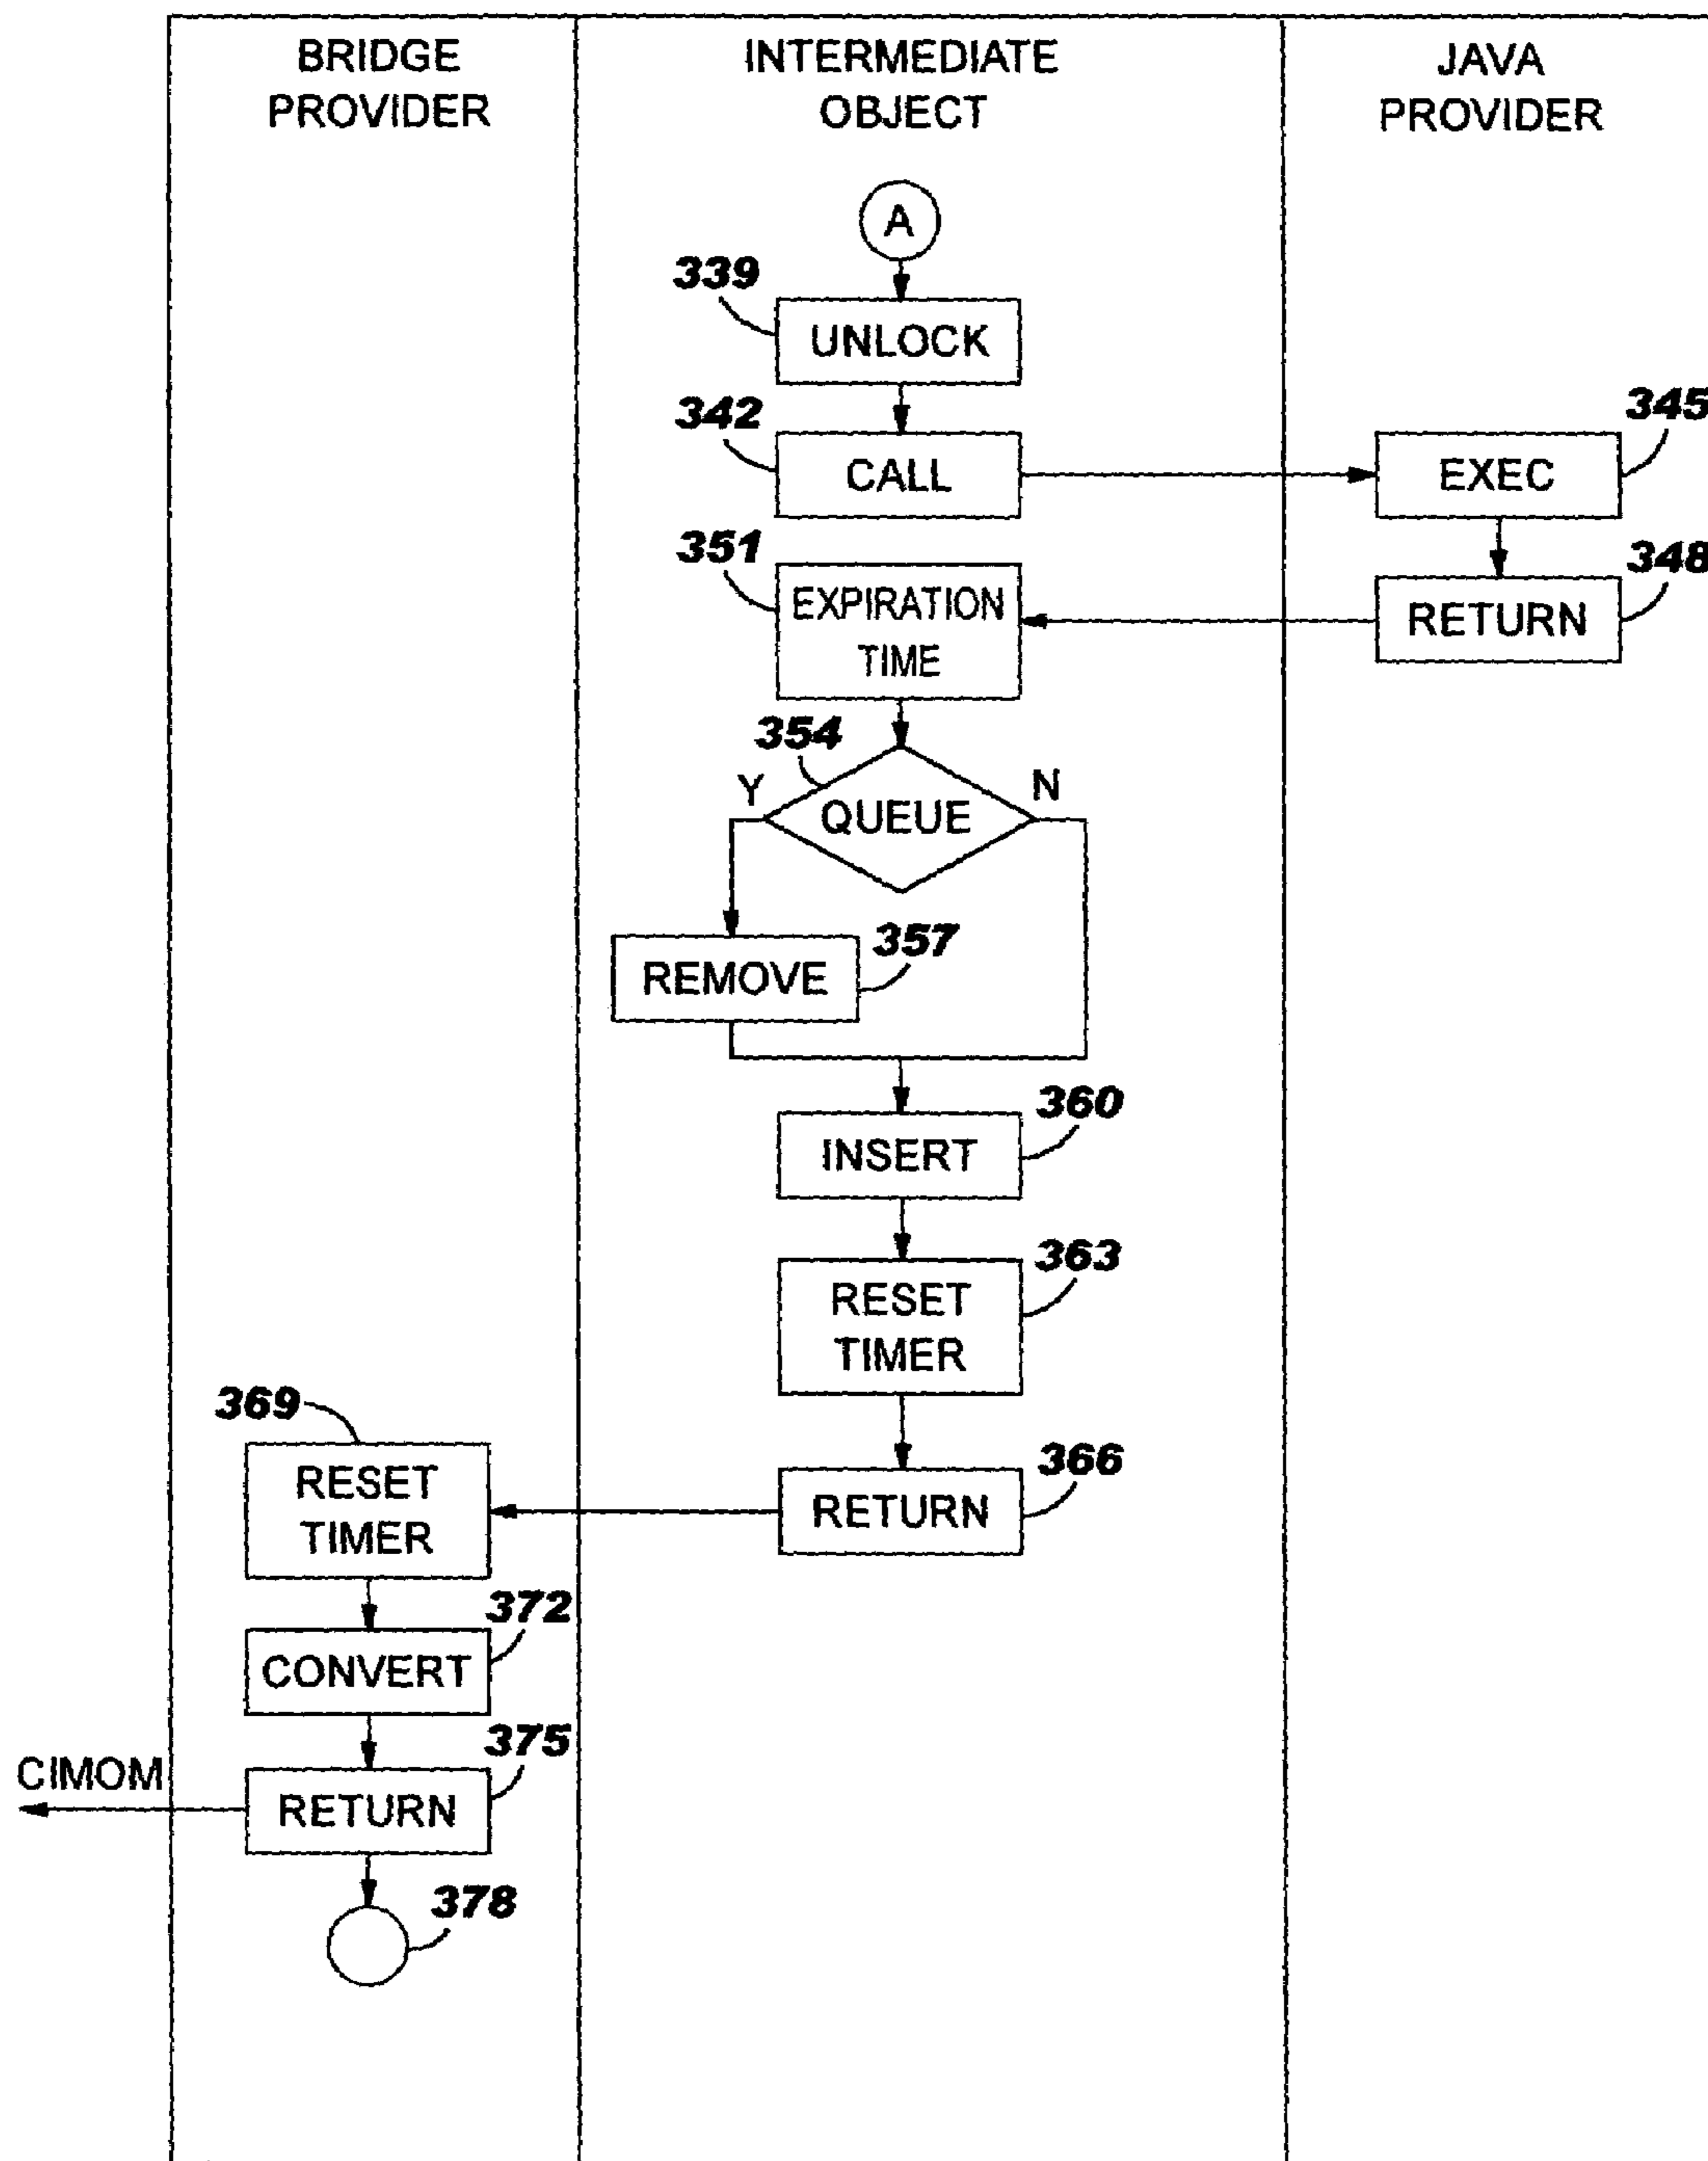 BRIDGE
PROVIDER
INTERMEDIATE
OBJECT
JAVA
PROVIDER
A
339
UNLOCK
342
CALL
345
EXEC
351
EXPIRATION
TIME
348
RETURN
354
Y
QUEUE
N
357
REMOVE
360
INSERT
363
RESET
TIMER
369
RESET
TIMER
366
RETURN
372
CONVERT
375
CIMOM
RETURN
378